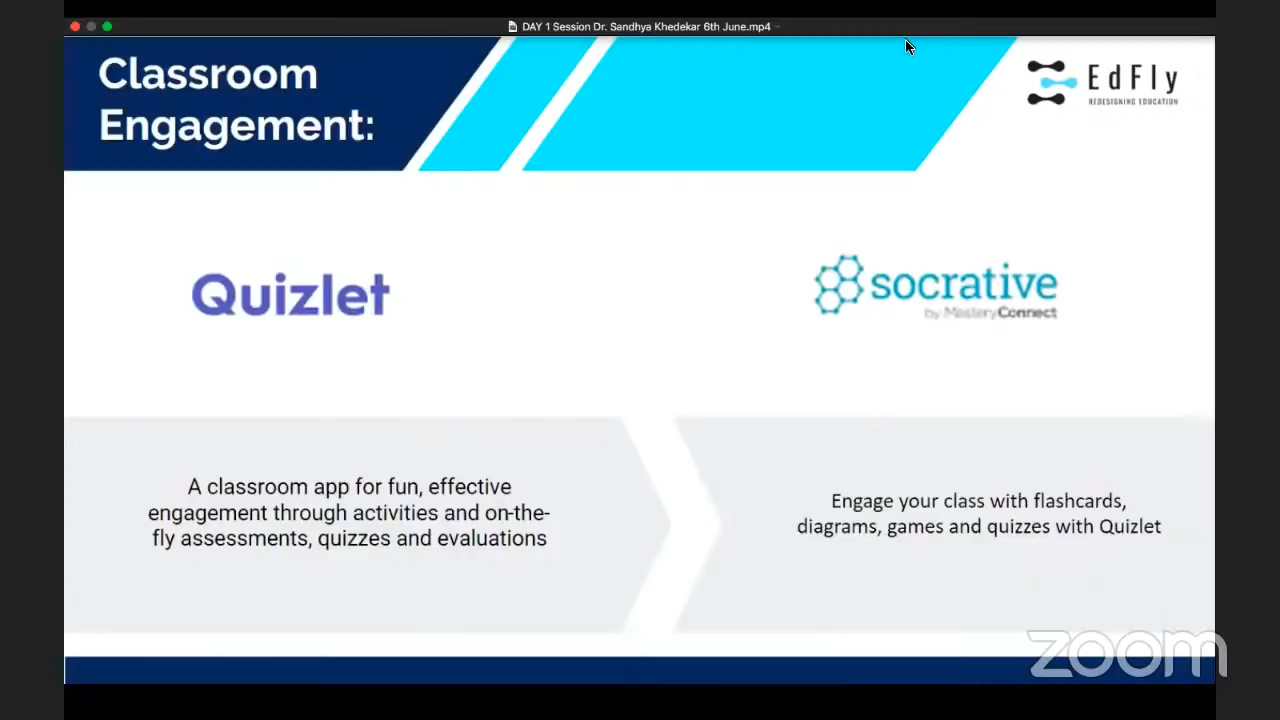 DAY 1 Session Dr. Sandhya Khedekar 6th June.mp4
Classroom
Engagement:
EdFly
REDESIGNING EDUCATION
Quizlet
socrative
by MasteryConnect
A classroom app for fun, effective
engagement through activities and on-the-
fly assessments, quizzes and evaluations
Engage your class with flashcards,
diagrams, games and quizzes with Quizlet
zoom